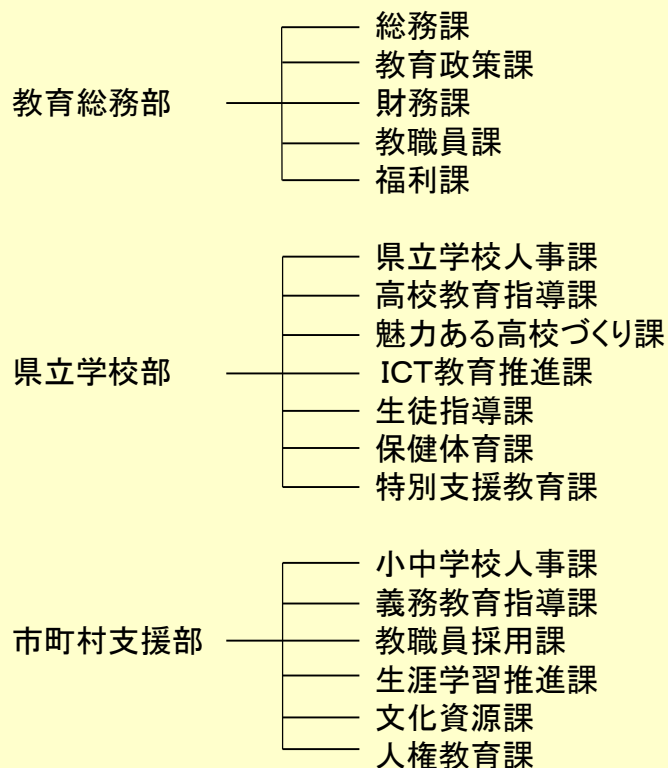 教育総務部
総務課
教育政策課
財務課
教職員課
福利課
県立学校部
県立学校人事課
高校教育指導課
魅力ある高校づくり課
ICT教育推進課
生徒指導課
保健体育課
特別支援教育課
市町村支援部
小中学校人事課
義務教育指導課
教職員採用課
生涯学習推進課
文化資源課
人権教育課